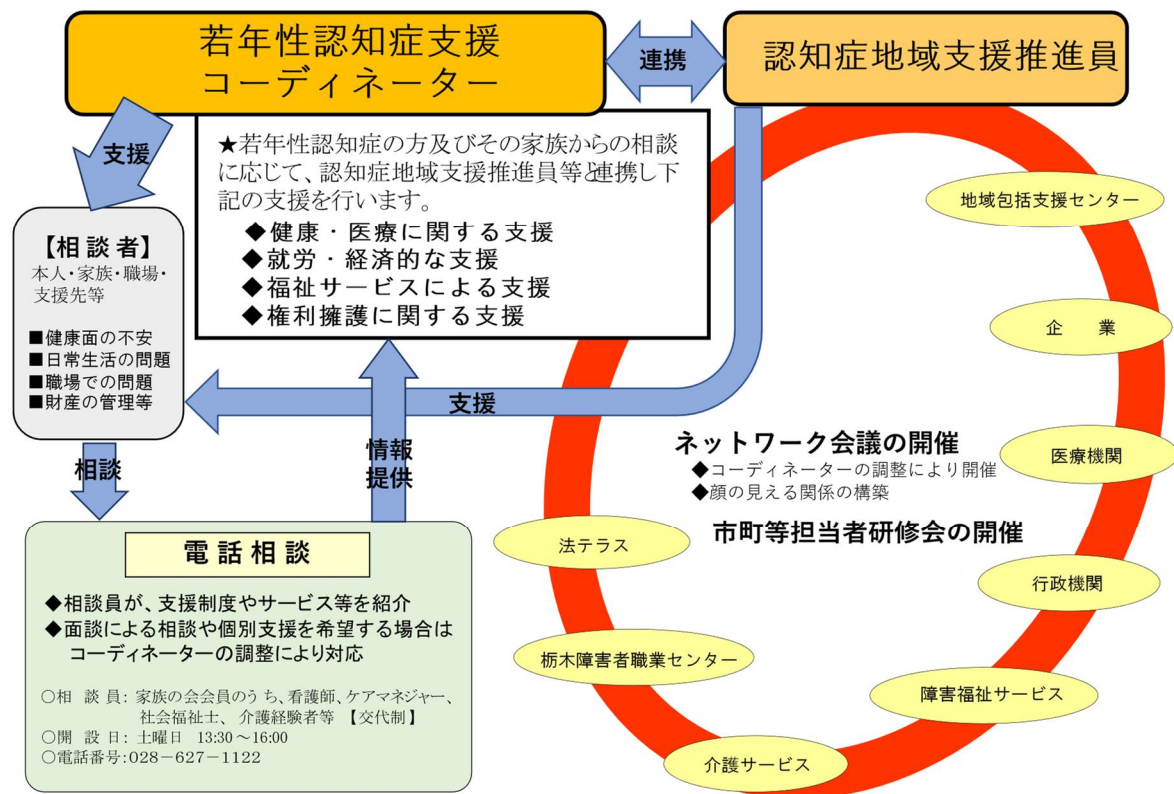 若年性認知症支援
コーディネーター
連携
認知症地域支援推進員
支援
★若年性認知症の方及びその家族からの相談
に応じて、認知症地域支援推進員等と連携し下
記の支援を行います。
◆健康・医療に関する支援
◆就労・経済的な支援
◆福祉サービスによる支援
◆権利擁護に関する支援
【相談者】
本人・家族・職場・
支援先等
■健康面の不安
■日常生活の問題
■職場での問題
■財産の管理等
支援
相談
情報
提供
電話相談
◆相談員が、支援制度やサービス等を紹介
◆面談による相談や個別支援を希望する場合は
コーディネーターの調整により対応
○相 談 員: 家族の会会員のうち、看護師、ケアマネジャー、
社会福祉士、 介護経験者等 【交代制】
○開 設 日: 土曜日 13:30～16:00
○電話番号:028－627－1122
地域包括支援センター
企 業
ネットワーク会議の開催
◆コーディネーターの調整により開催
◆顔の見える関係の構築
市町等担当者研修会の開催
医療機関
行政機関
障害福祉サービス
介護サービス
栃木障害者職業センター
法テラス